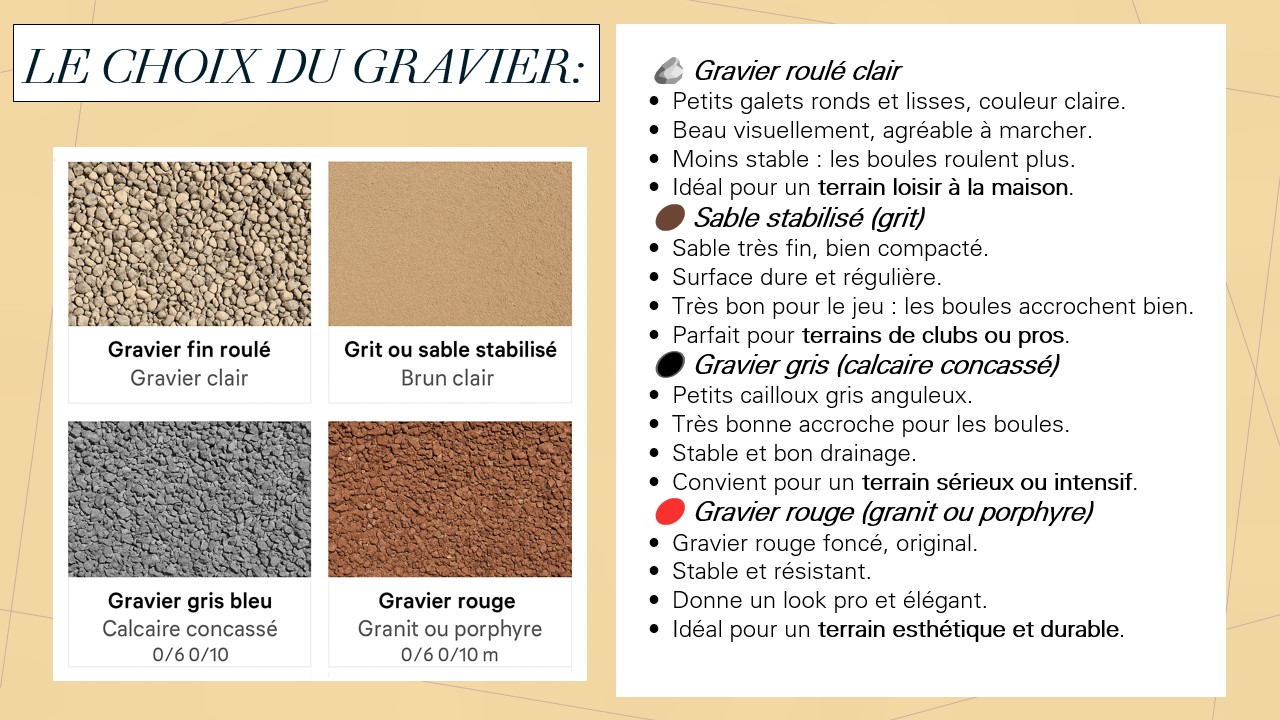 LE CHOIX DU GRAVIER:
Gravier fin roulé
Gravier clair
Grit ou sable stabilisé
Brun clair
Gravier gris bleu
Calcaire concassé
0/6 0/10
Gravier rouge
Granit ou porphyre
0/6 0/10 m
Gravier roulé clair
• Petits galets ronds et lisses, couleur claire.
• Beau visuellement, agréable à marcher.
• Moins stable : les boules roulent plus.
• Idéal pour un terrain loisir à la maison.
Sable stabilisé (grit)
• Sable très fin, bien compacté.
• Surface dure et régulière.
• Très bon pour le jeu : les boules accrochent bien.
• Parfait pour terrains de clubs ou pros.
Gravier gris (calcaire concassé)
• Petits cailloux gris anguleux.
• Très bonne accroche pour les boules.
• Stable et bon drainage.
• Convient pour un terrain sérieux ou intensif.
Gravier rouge (granit ou porphyre)
• Gravier rouge foncé, original.
• Stable et résistant.
• Donne un look pro et élégant.
• Idéal pour un terrain esthétique et durable.